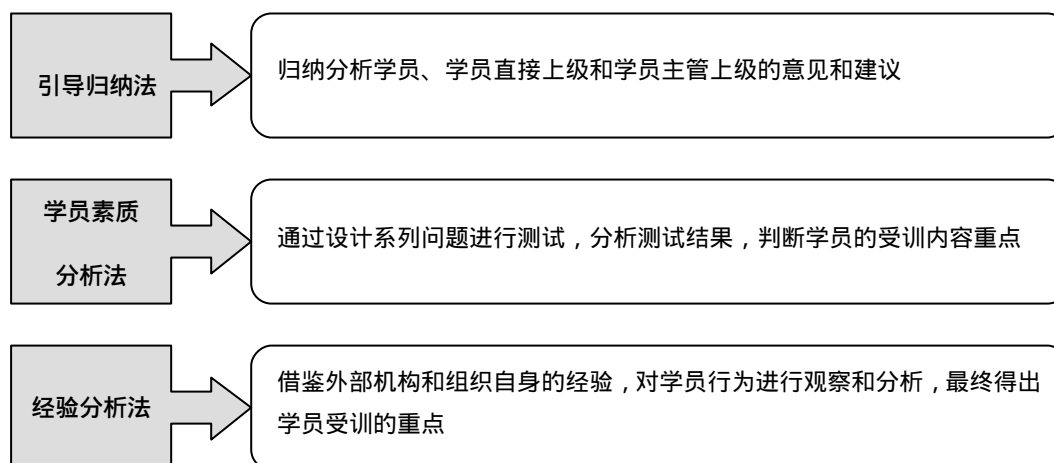 引导归纳法
归纳分析学员、学员直接上级和学员主管上级的意见和建议
学员素质
分析法
通过设计系列问题进行测试，分析测试结果，判断学员的受训内容重点
经验分析法
借鉴外部机构和组织自身的经验，对学员行为进行观察和分析，最终得出
学员受训的重点